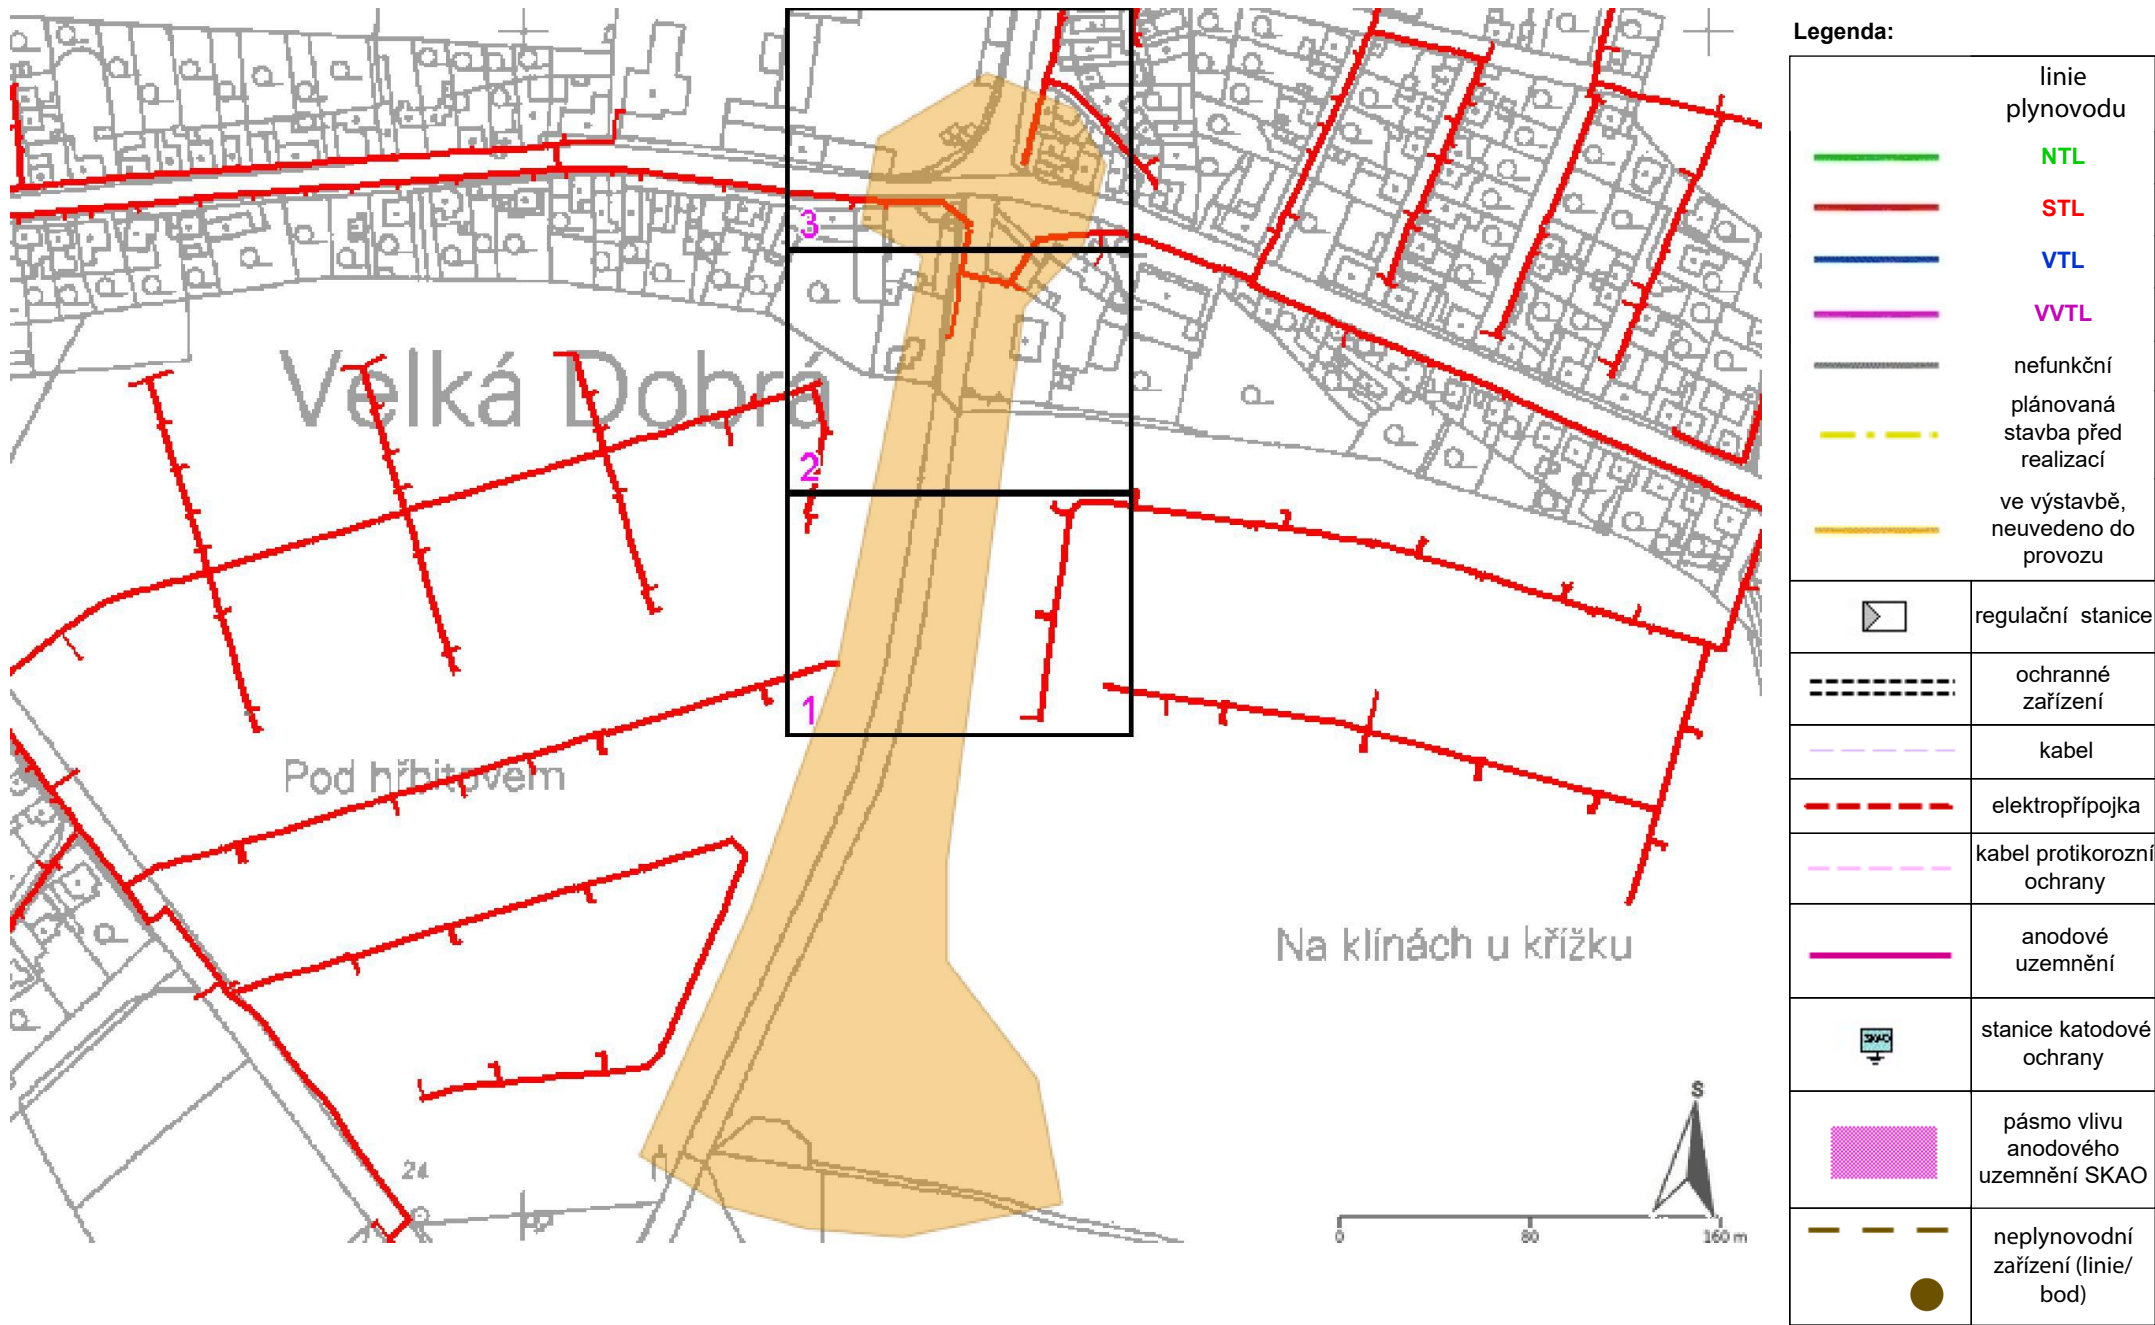 Legenda:
linie
plynovodu
NTL
STL
VTL
VVTL
nefunkční
plánovaná
stavba před
realizací
ve výstavbě,
neuvedeno do
provozu
regulační stanice
ochranné
zařízení
kabel
elektropřípojka
kabel protikorozní
ochrany
anodové
uzemnění
SKAO
stanice katodové
ochrany
pásmo vlivu
anodového
uzemnění SKAO
neplynovodní
zařízení (linie/
bod)
3
Velká Dobrá
2
1
Pod hřbitovem
Na klínách u křížku
24
S
0 80 160 m